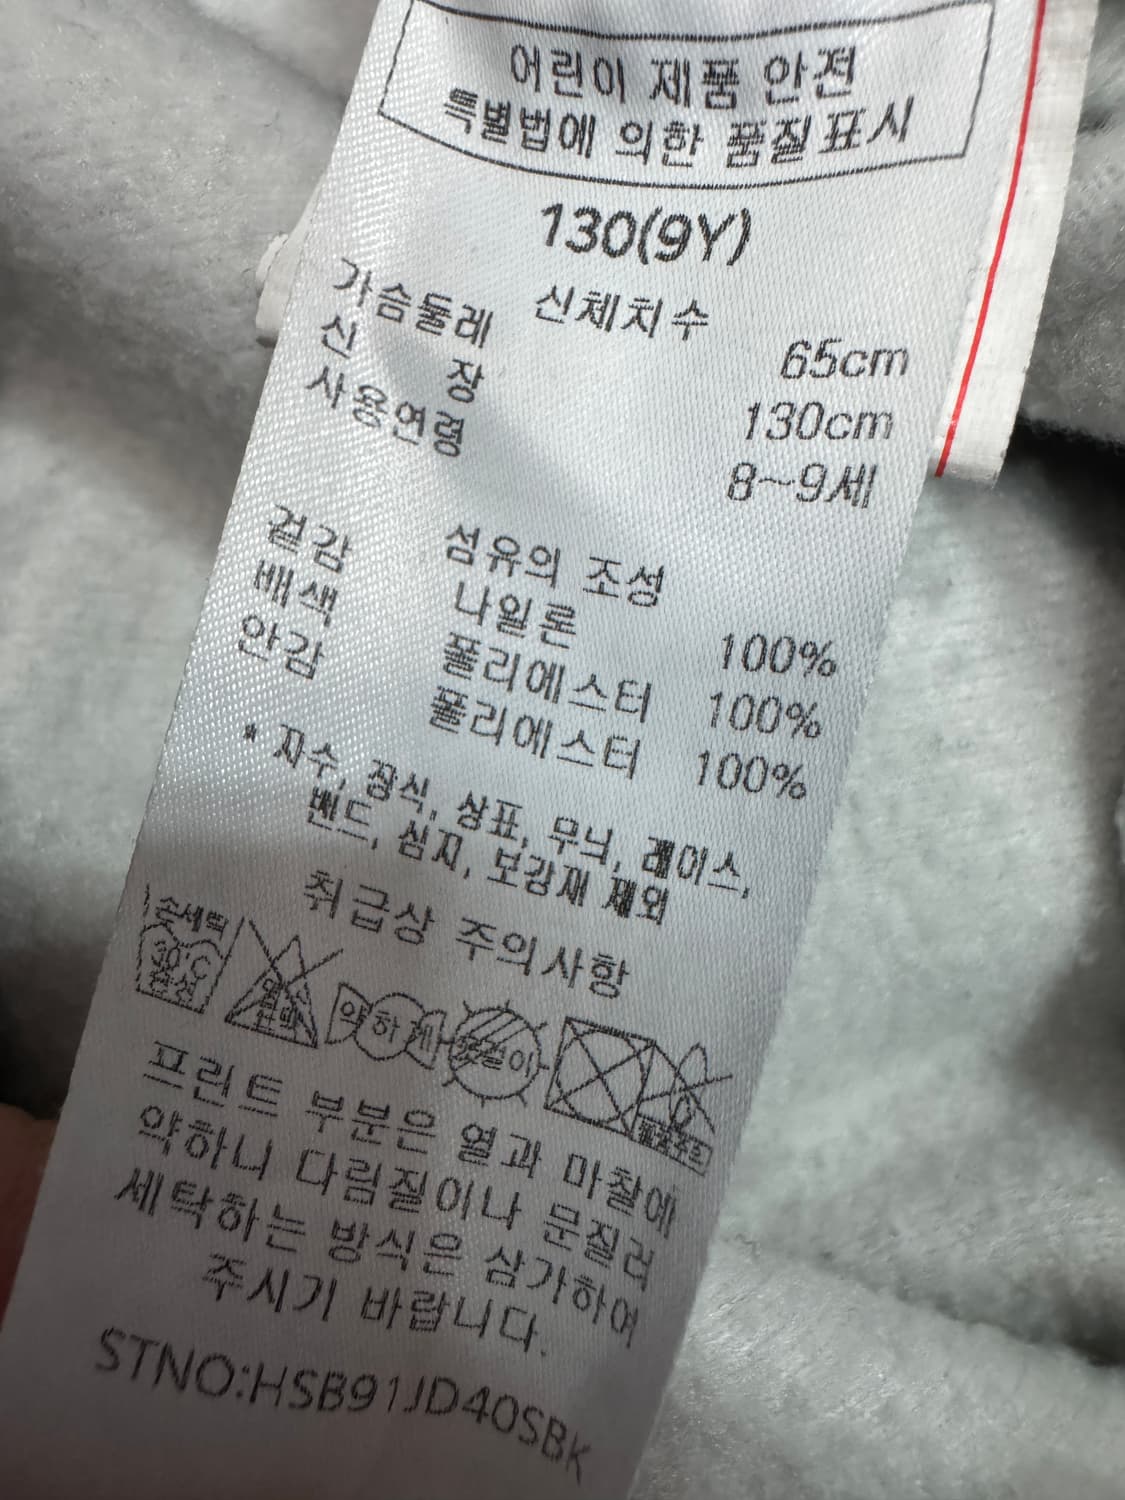 어린이 제품 안전
특별법에 의한 품질표시
130(9Y)
신체치수
가슴둘레 65cm
신 장 130cm
사용연령 8~9세
섬유의 조성
겉감 나일론 100%
배색 폴리에스터 100%
안감 폴리에스터 100%
* 자수, 장식, 상표, 무늬, 레이스,
밴드, 심지, 보강재 제외
취급상 주의사항
손세탁
30℃
중성
염소
표백
약하게
옷걸이
프린트 부분은 열과 마찰에
약하니 다림질이나 문질러
세탁하는 방식은 삼가하여
주시기 바랍니다.
STNO:HSB91JD40SBK